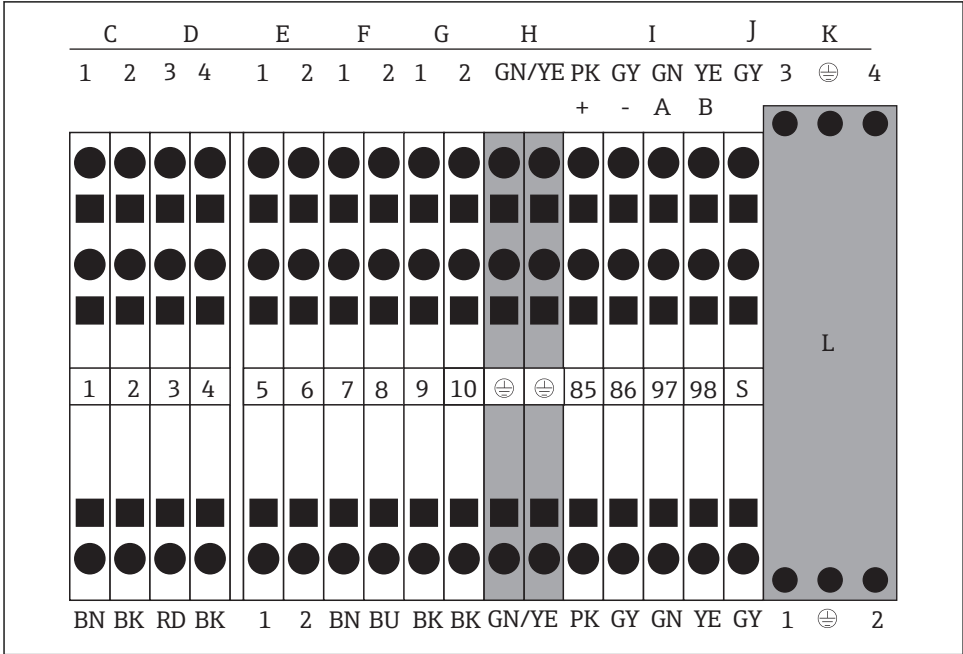 C D E F G H I J K
1 2 3 4 1 2 1 2 1 2 GN/YE PK GY GN YE GY 3 ⏚ 4
+ - A B
L
1 2 3 4 5 6 7 8 9 10 ⏚ ⏚ 85 86 97 98 S
BN BK RD BK 1 2 BN BU BK BK GN/YE PK GY GN YE GY 1 ⏚ 2